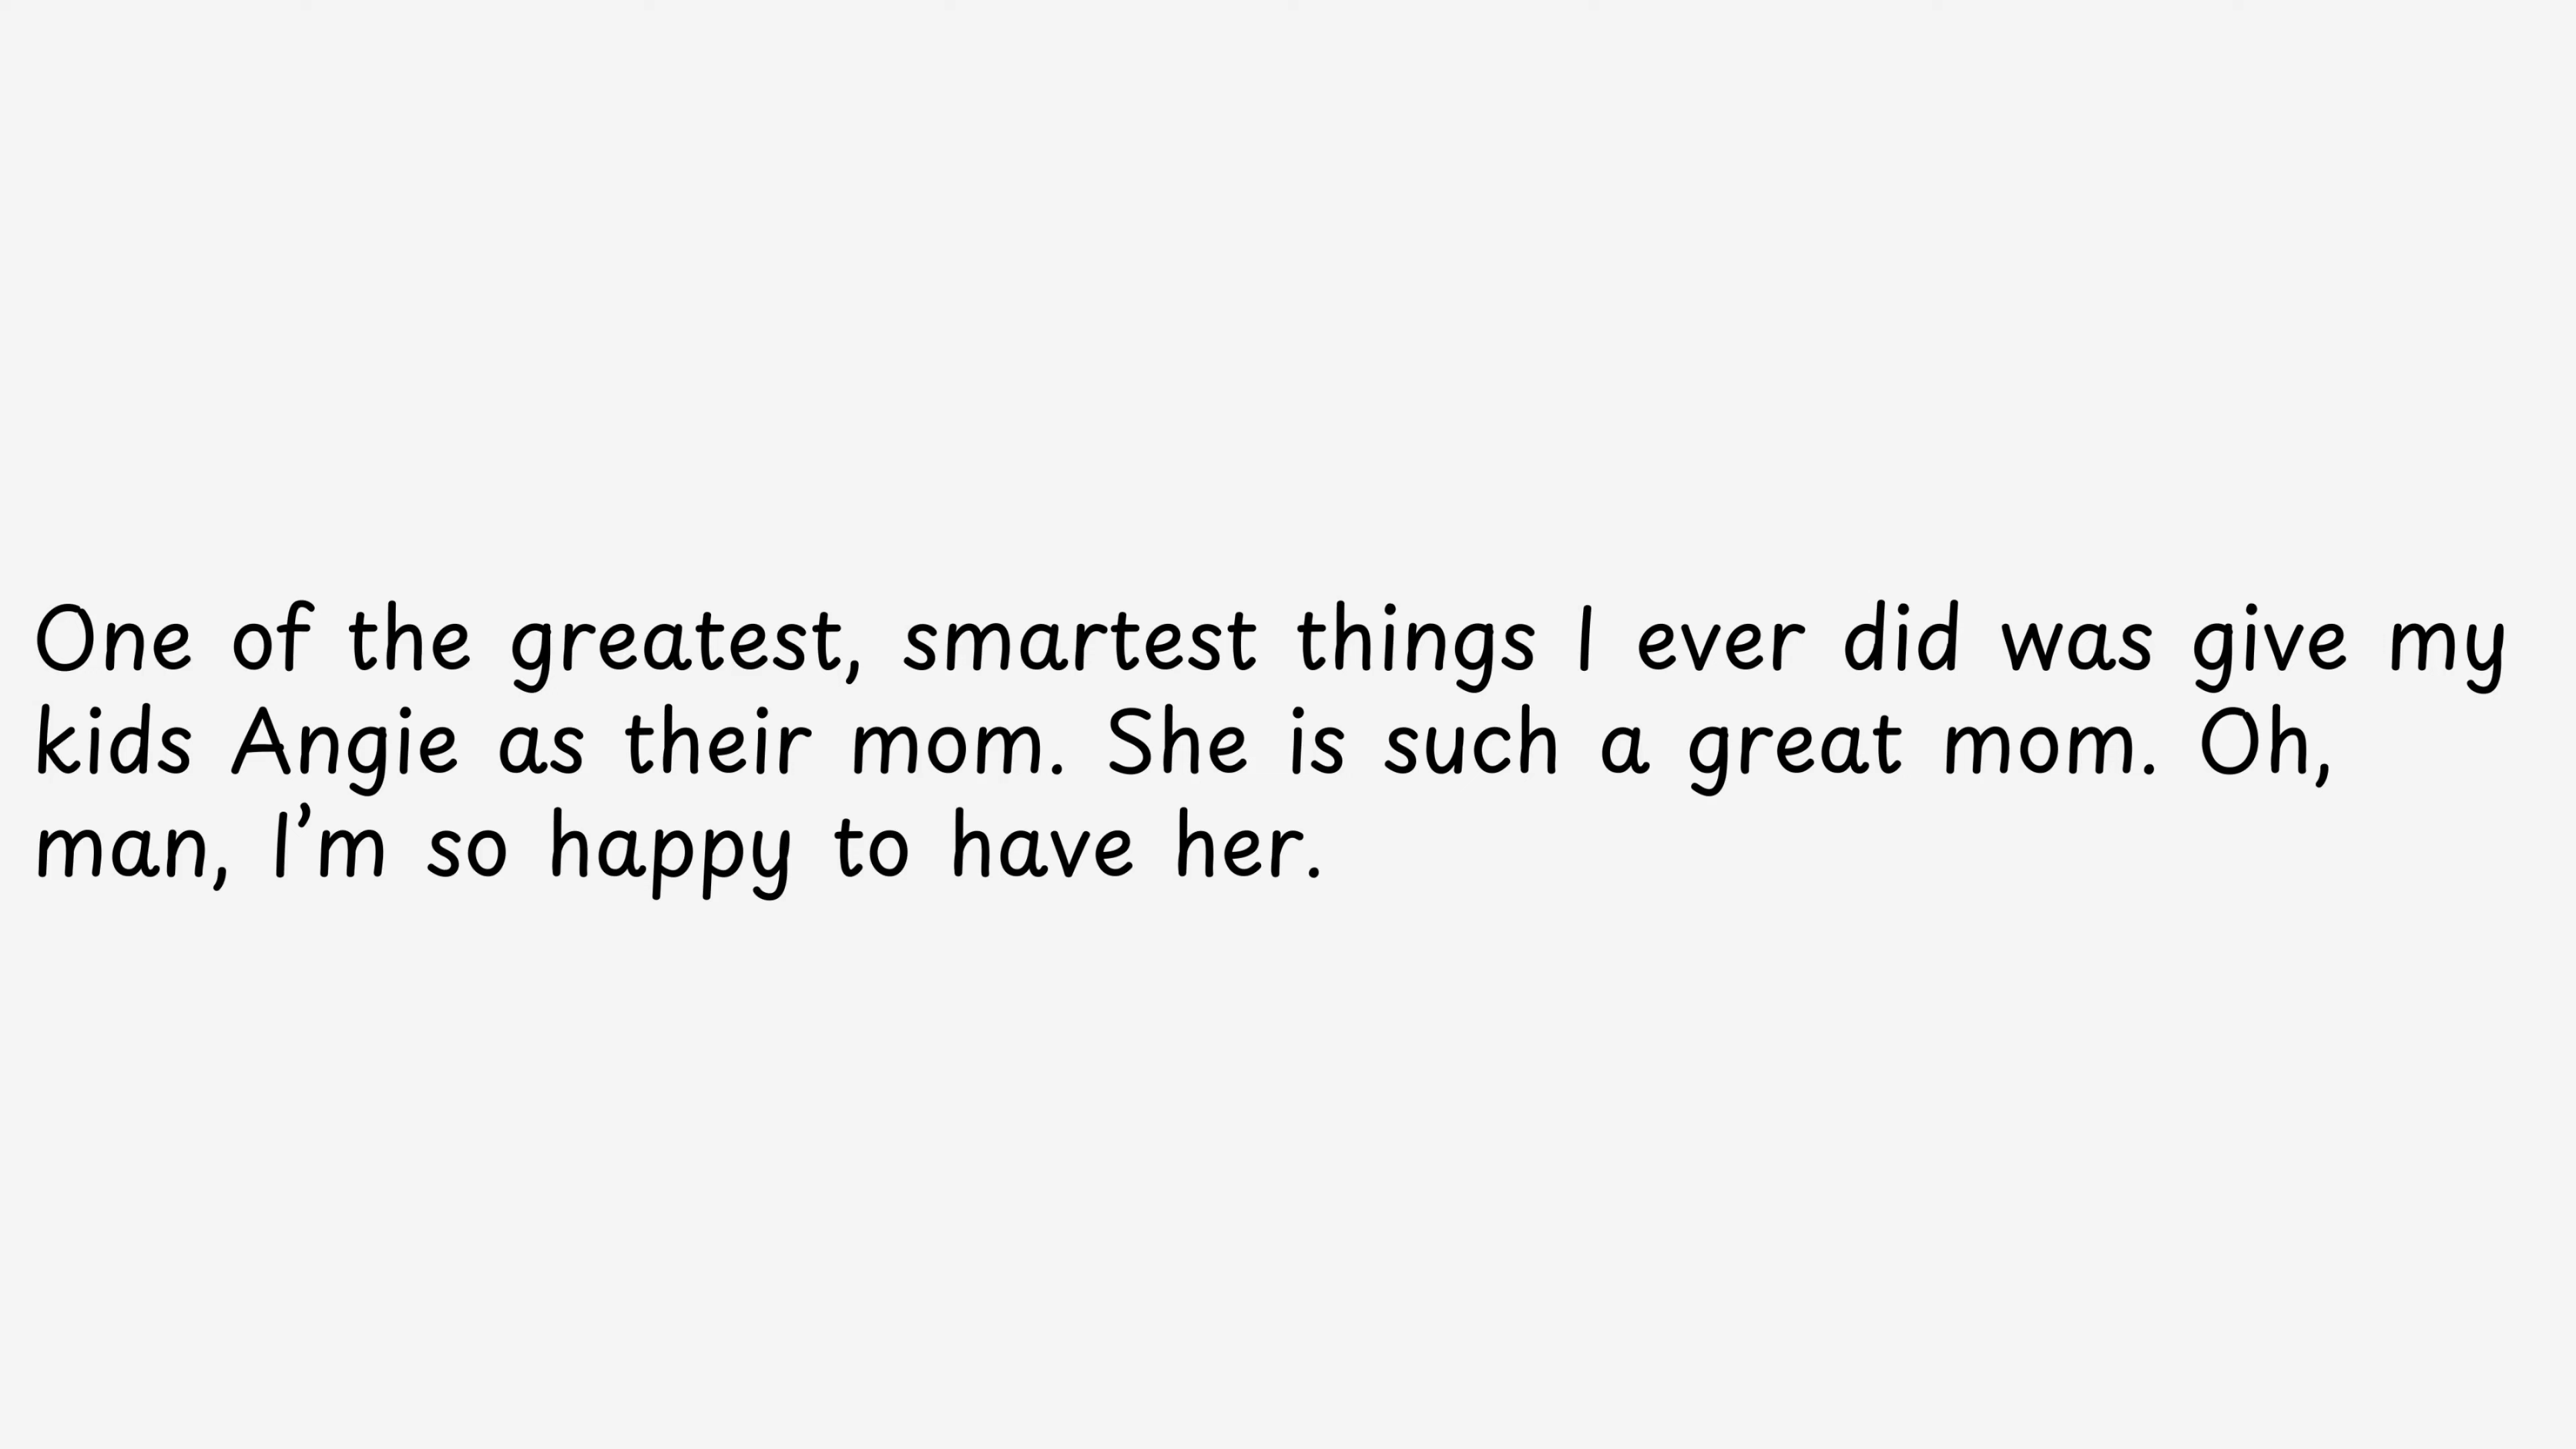 One of the greatest, smartest things I ever did was give my
kids Angie as their mom. She is such a great mom. Oh,
man, I’m so happy to have her.